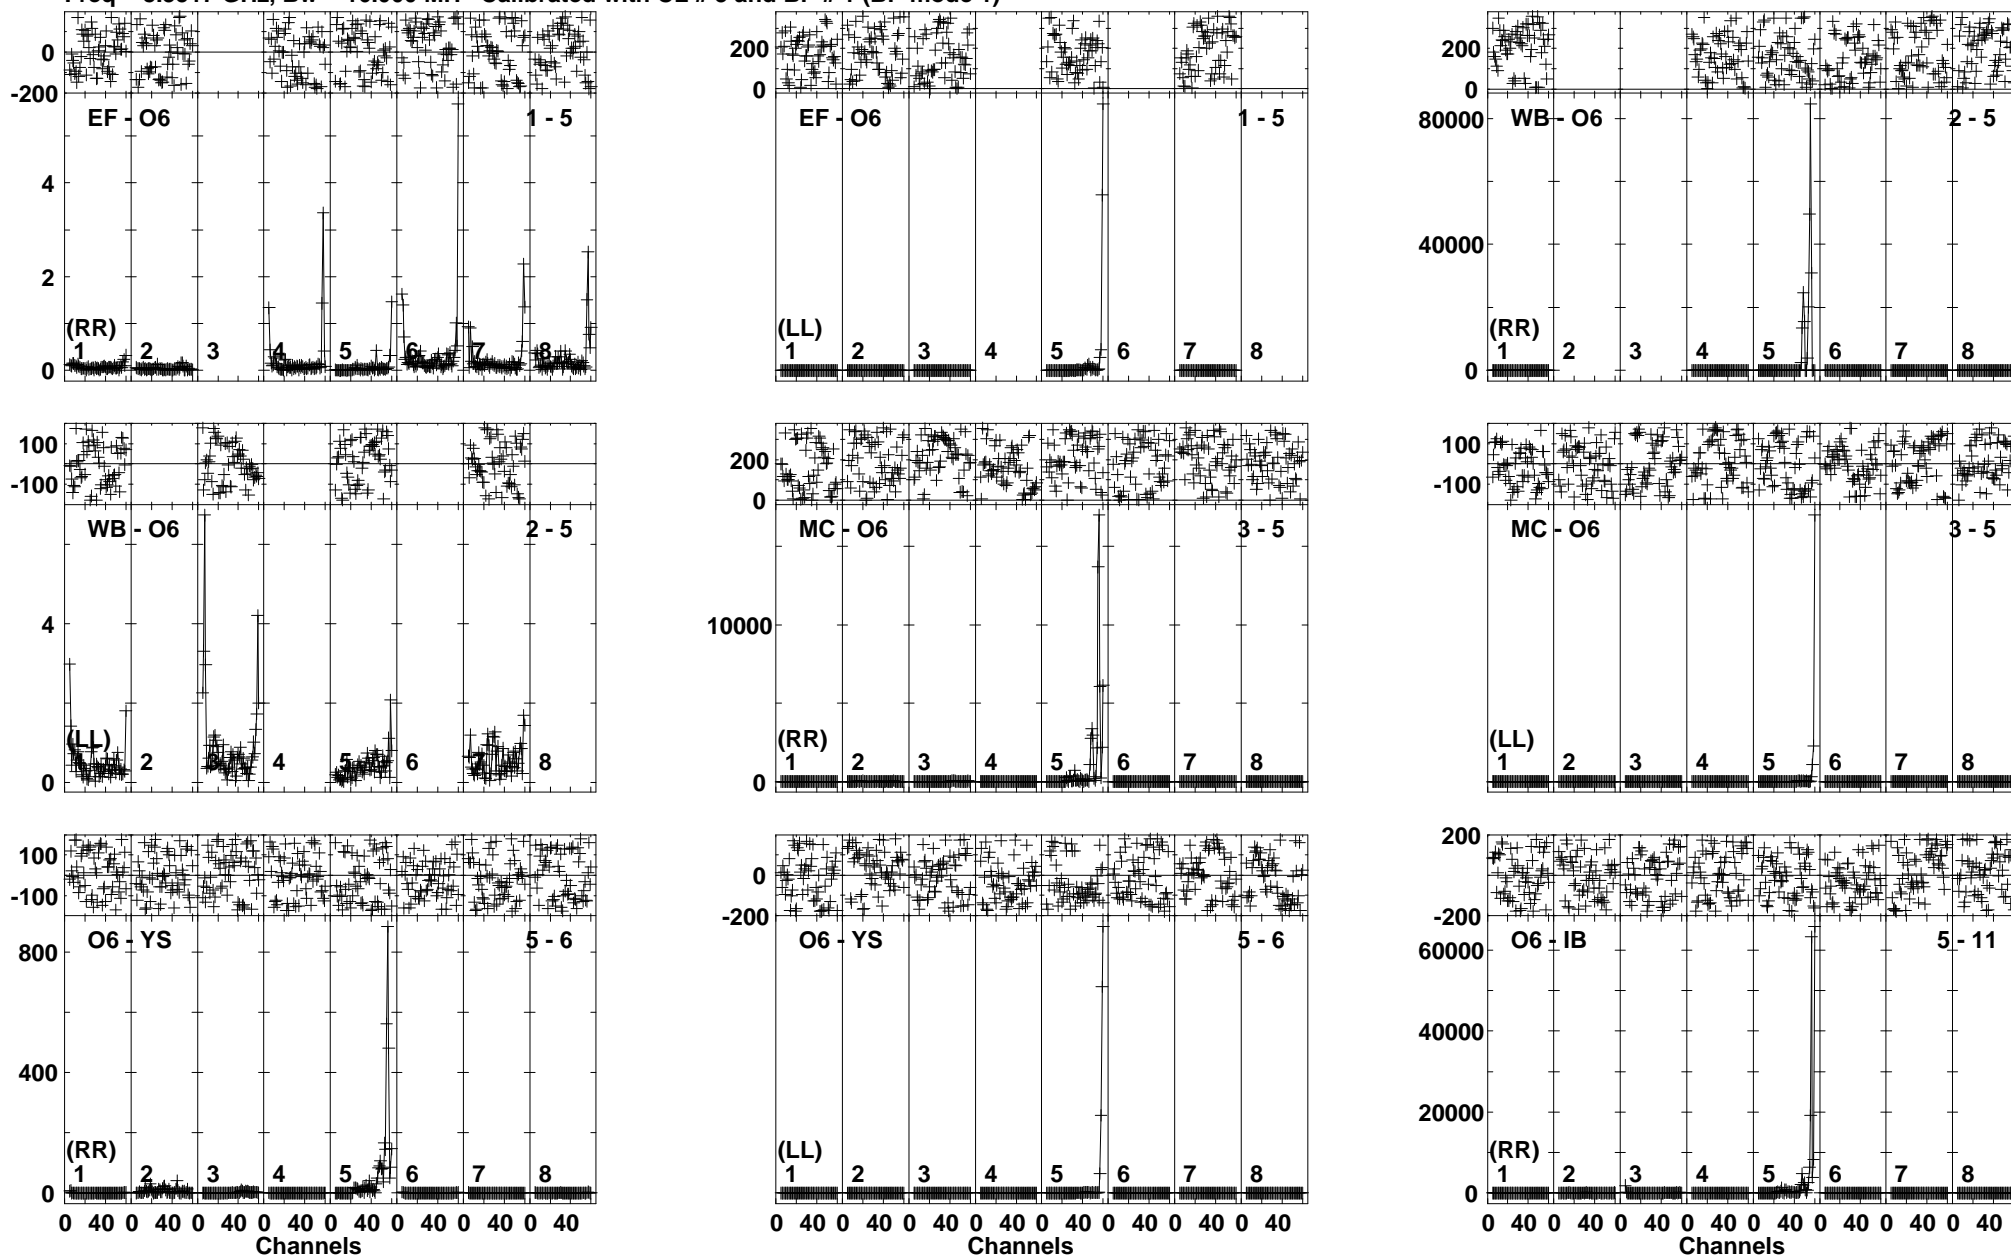 0 -200 EF - O6 1 - 5 4 2 0 (RR) 1 2 3 4 5 6 7 8
200 0 EF - O6 1 - 5 (LL) 1 2 3 4 5 6 7 8
200 0 80000 WB - O6 2 - 5 40000 0 (RR) 1 2 3 4 5 6 7 8
100 -100 WB - O6 2 - 5 4 0 (LL) 1 2 3 4 5 6 7 8
200 0 MC - O6 3 - 5 10000 0 (RR) 1 2 3 4 5 6 7 8
100 -100 MC - O6 3 - 5 (LL) 1 2 3 4 5 6 7 8
100 -100 O6 - YS 5 - 6 800 400 0 (RR) 1 2 3 4 5 6 7 8
0 -200 O6 - YS 5 - 6 (LL) 1 2 3 4 5 6 7 8
200 -200 O6 - IB 5 - 11 60000 40000 20000 0 (RR) 1 2 3 4 5 6 7 8
0 40 0 40 0 40 0 40 0 40 0 40 0 40 0 40
Channels
0 40 0 40 0 40 0 40 0 40 0 40 0 40 0 40
Channels
0 40 0 40 0 40 0 40 0 40 0 40 0 40 0 40
Channels